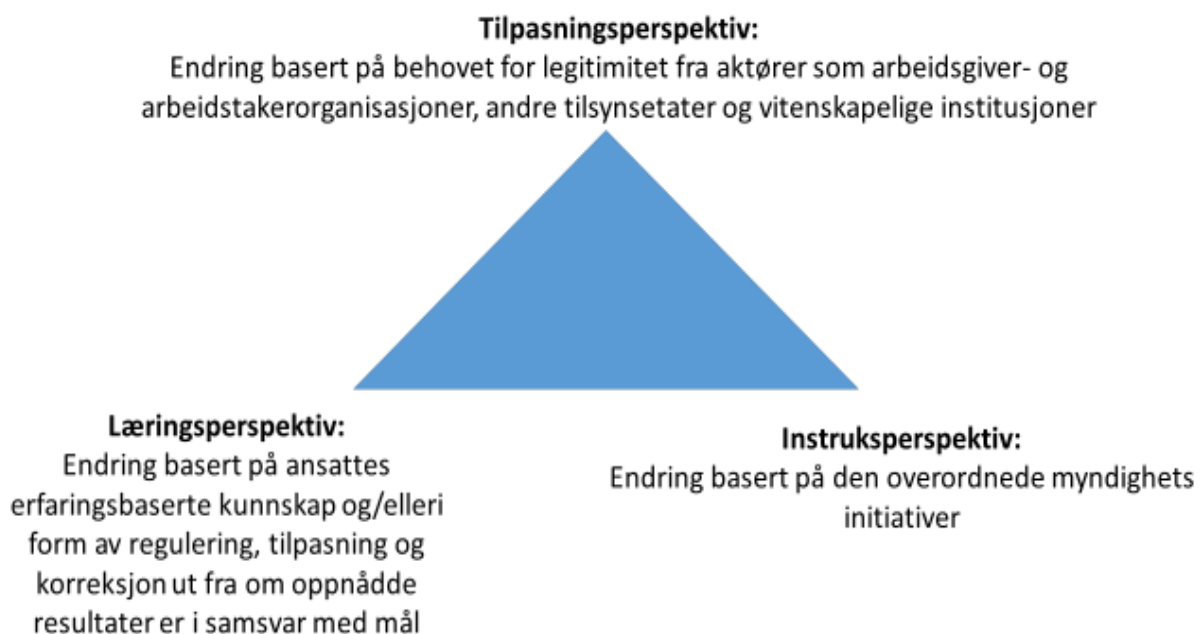 Tilpasningsperspektiv:
Endring basert på behovet for legitimitet fra aktører som arbeidsgiver- og
arbeidstakerorganisasjoner, andre tilsynsetater og vitenskapelige institusjoner
Læringsperspektiv:
Endring basert på ansattes
erfaringsbaserte kunnskap og/elleri
form av regulering, tilpasning og
korreksjon ut fra om oppnådde
resultater er i samsvar med mål
Instruksperspektiv:
Endring basert på den overordnede myndighets
initiativer